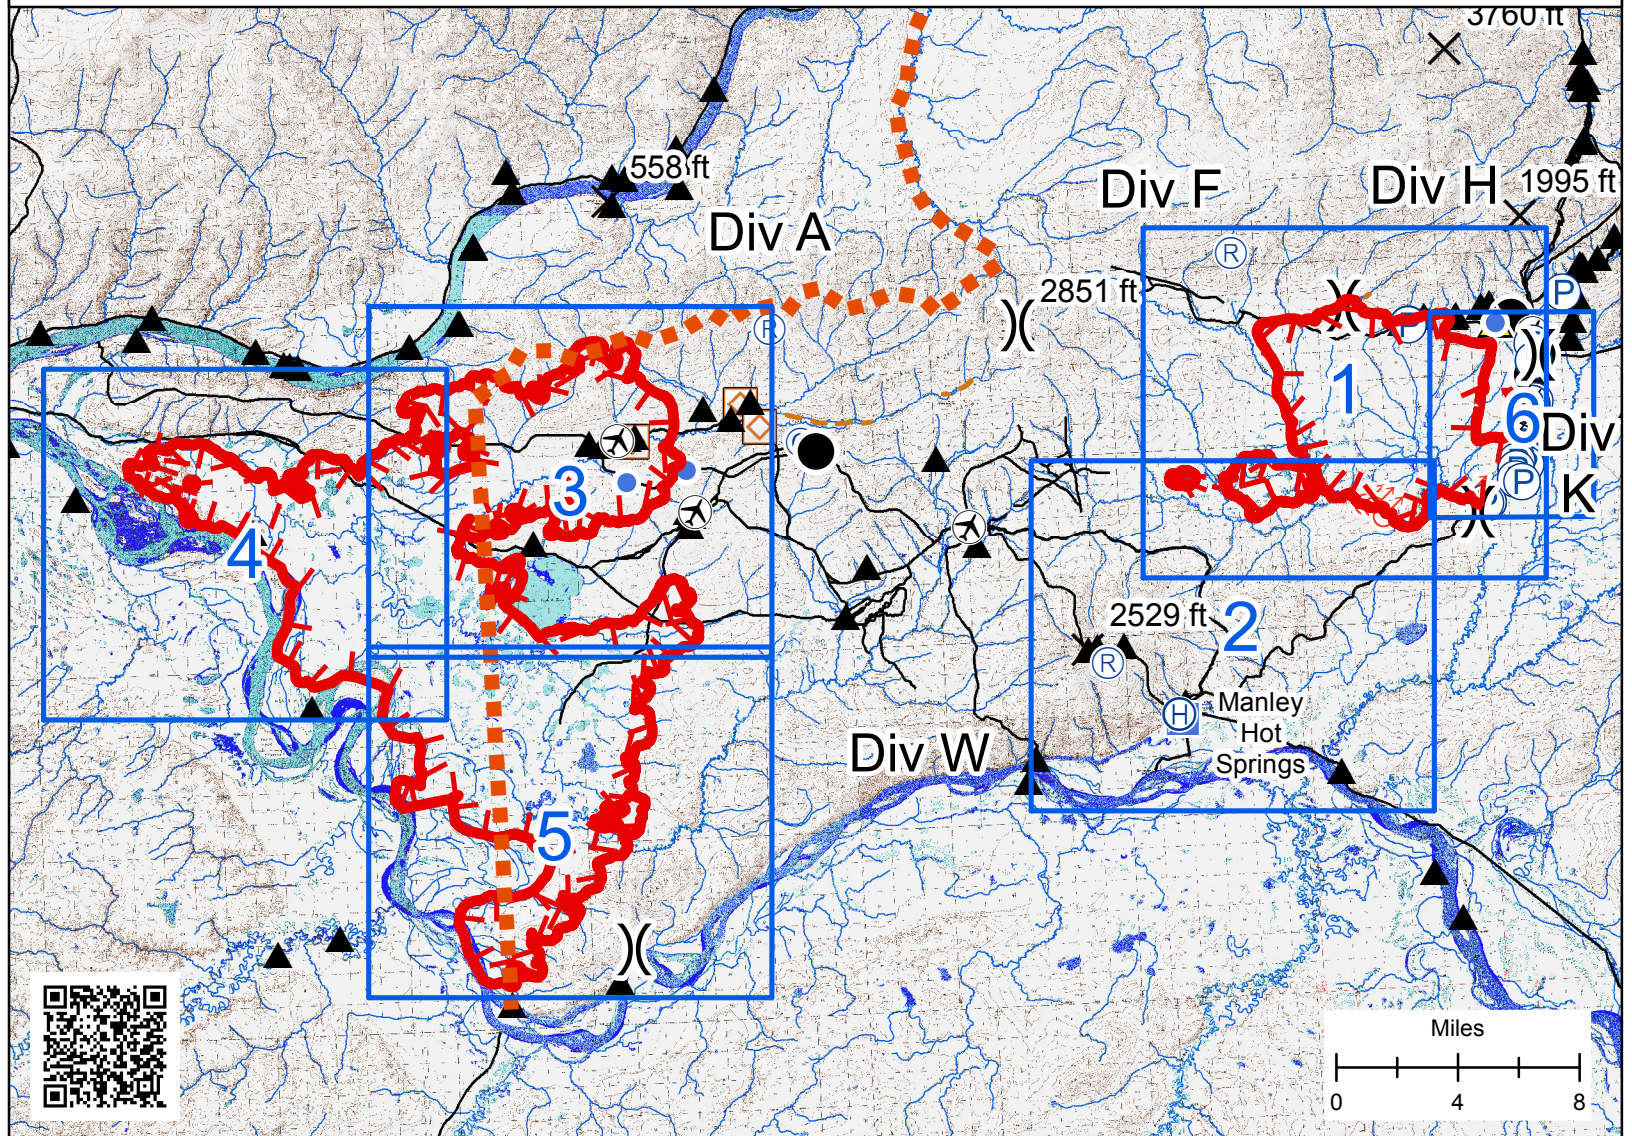 3760 ft
558 ft
Div F
Div H
1995 ft
Div A
R
2851 ft
P
R
P
1
6
Div
K
3
P
4
2529 ft
2
R
H
Manley
Hot
Springs
Div W
5
Miles
0 4 8